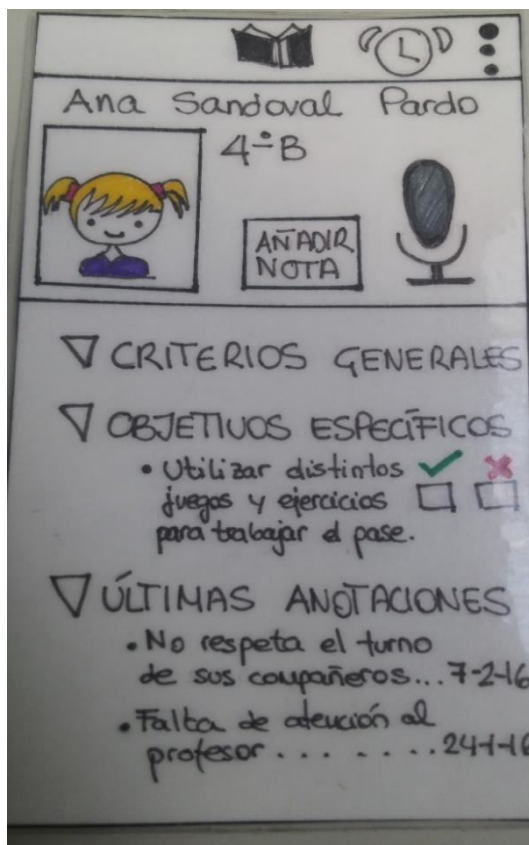 Ana Sandoval Pardo
4ºB
AÑADIR
NOTA
CRITERIOS GENERALES
OBJETIVOS ESPECÍFICOS
• Utilizar distintos
juegos y ejercicios
para trabajar el pase.
ÚLTIMAS ANOTACIONES
• No respeta el turno
de sus compañeros...7-2-16
• Falta de atención al
profesor . . . . . . . 24-1-16